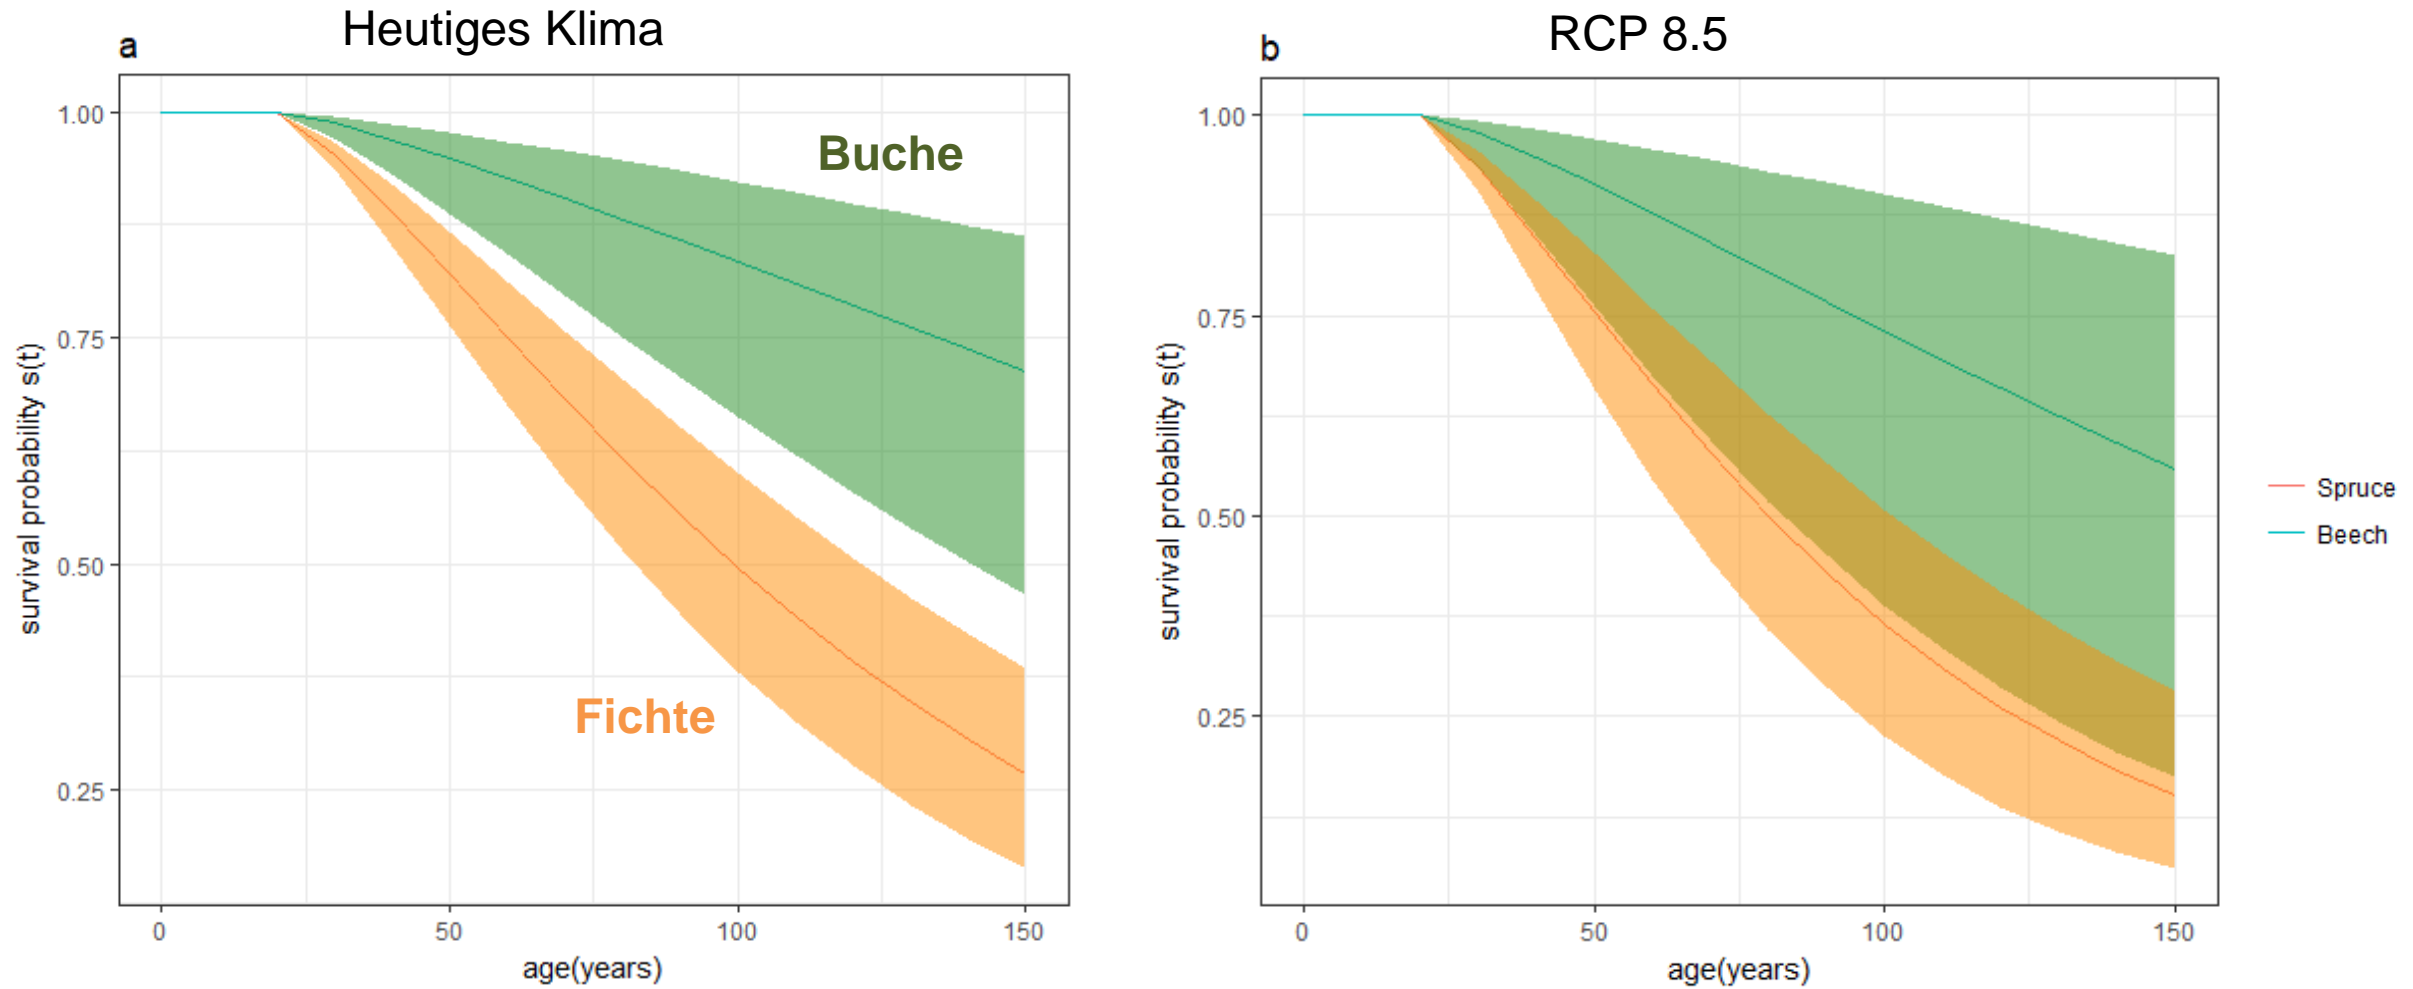 Heutiges Klima
a
1.00
0.75
0.50
0.25
survival probability s(t)
Buche
Fichte
0
50
100
150
age(years)
RCP 8.5
b
1.00
0.75
0.50
0.25
survival probability s(t)
0
50
100
150
age(years)
Spruce
Beech